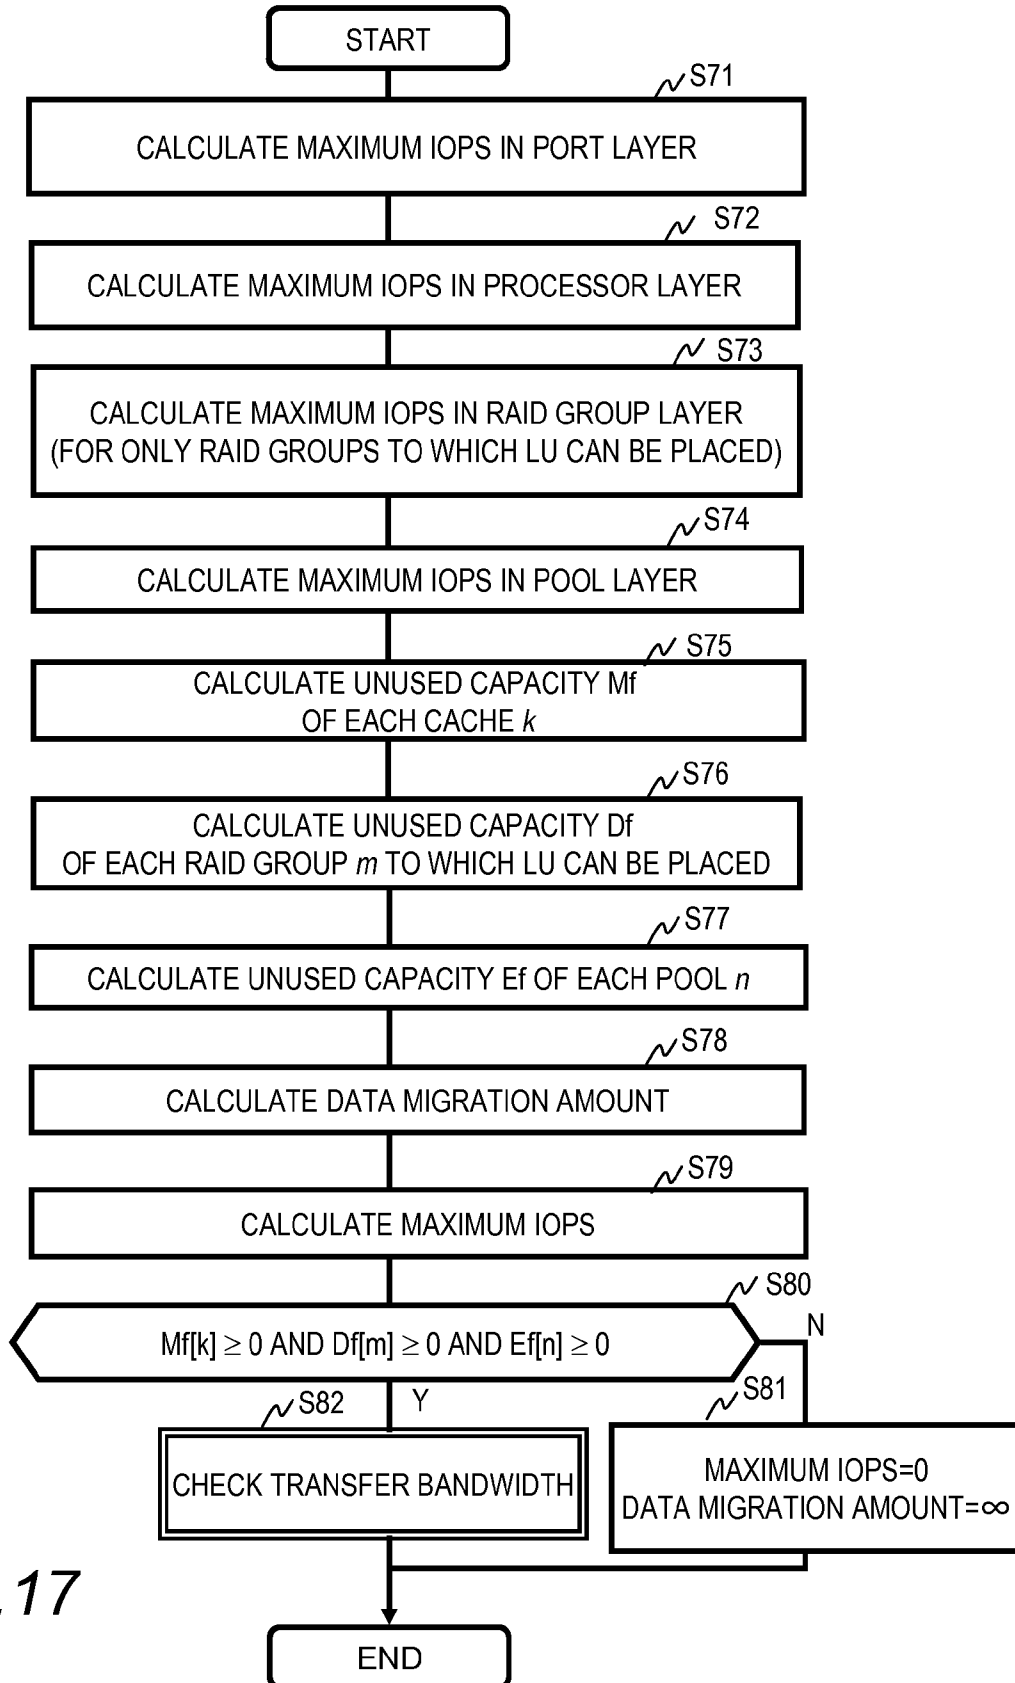 START
S71
CALCULATE MAXIMUM IOPS IN PORT LAYER
S72
CALCULATE MAXIMUM IOPS IN PROCESSOR LAYER
S73
CALCULATE MAXIMUM IOPS IN RAID GROUP LAYER
(FOR ONLY RAID GROUPS TO WHICH LU CAN BE PLACED)
S74
CALCULATE MAXIMUM IOPS IN POOL LAYER
S75
CALCULATE UNUSED CAPACITY Mf
OF EACH CACHE k
S76
CALCULATE UNUSED CAPACITY Df
OF EACH RAID GROUP m TO WHICH LU CAN BE PLACED
S77
CALCULATE UNUSED CAPACITY Ef OF EACH POOL n
S78
CALCULATE DATA MIGRATION AMOUNT
S79
CALCULATE MAXIMUM IOPS
S80
Mf[k] ≥ 0 AND Df[m] ≥ 0 AND Ef[n] ≥ 0
N
Y
S82
CHECK TRANSFER BANDWIDTH
S81
MAXIMUM IOPS=0
DATA MIGRATION AMOUNT=∞
.17
END